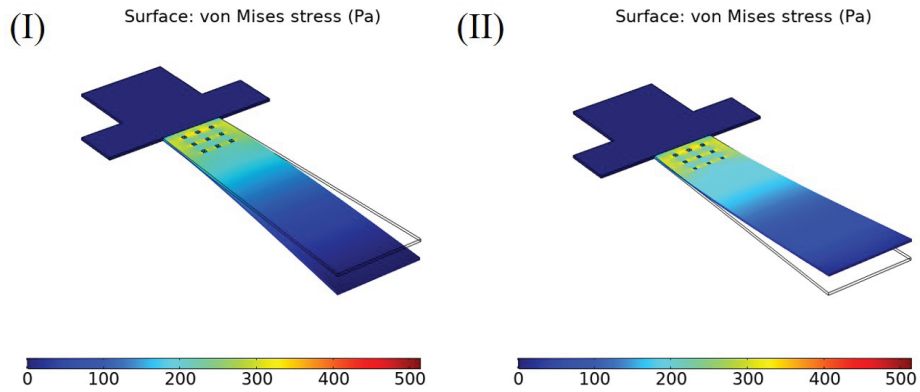 (I)
Surface: von Mises stress (Pa)
0 100 200 300 400 500
(II)
Surface: von Mises stress (Pa)
0 100 200 300 400 500